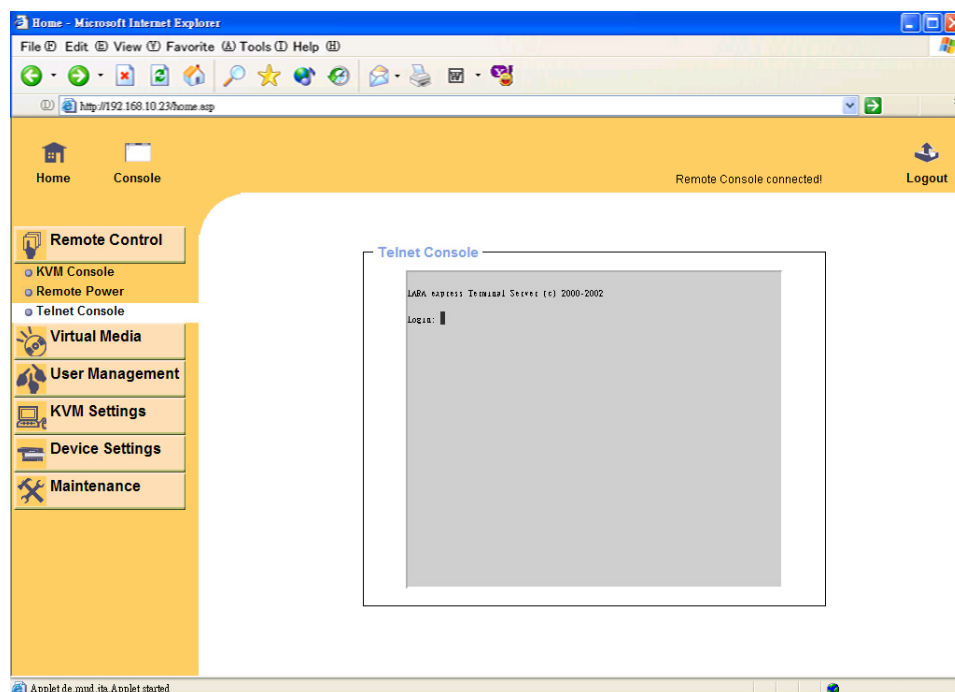 Home - Microsoft Internet Explorer
File (F) Edit (E) View (V) Favorite (A) Tools (T) Help (H)
(D) http://192.168.10.23/home.asp
Home
Console
Remote Console connected!
Logout
Remote Control
KVM Console
Remote Power
Telnet Console
Virtual Media
User Management
KVM Settings
Device Settings
Maintenance
Telnet Console
LARA express Terminal Server (c) 2000-2002
Login:
Applet de.mud.jta.Applet started